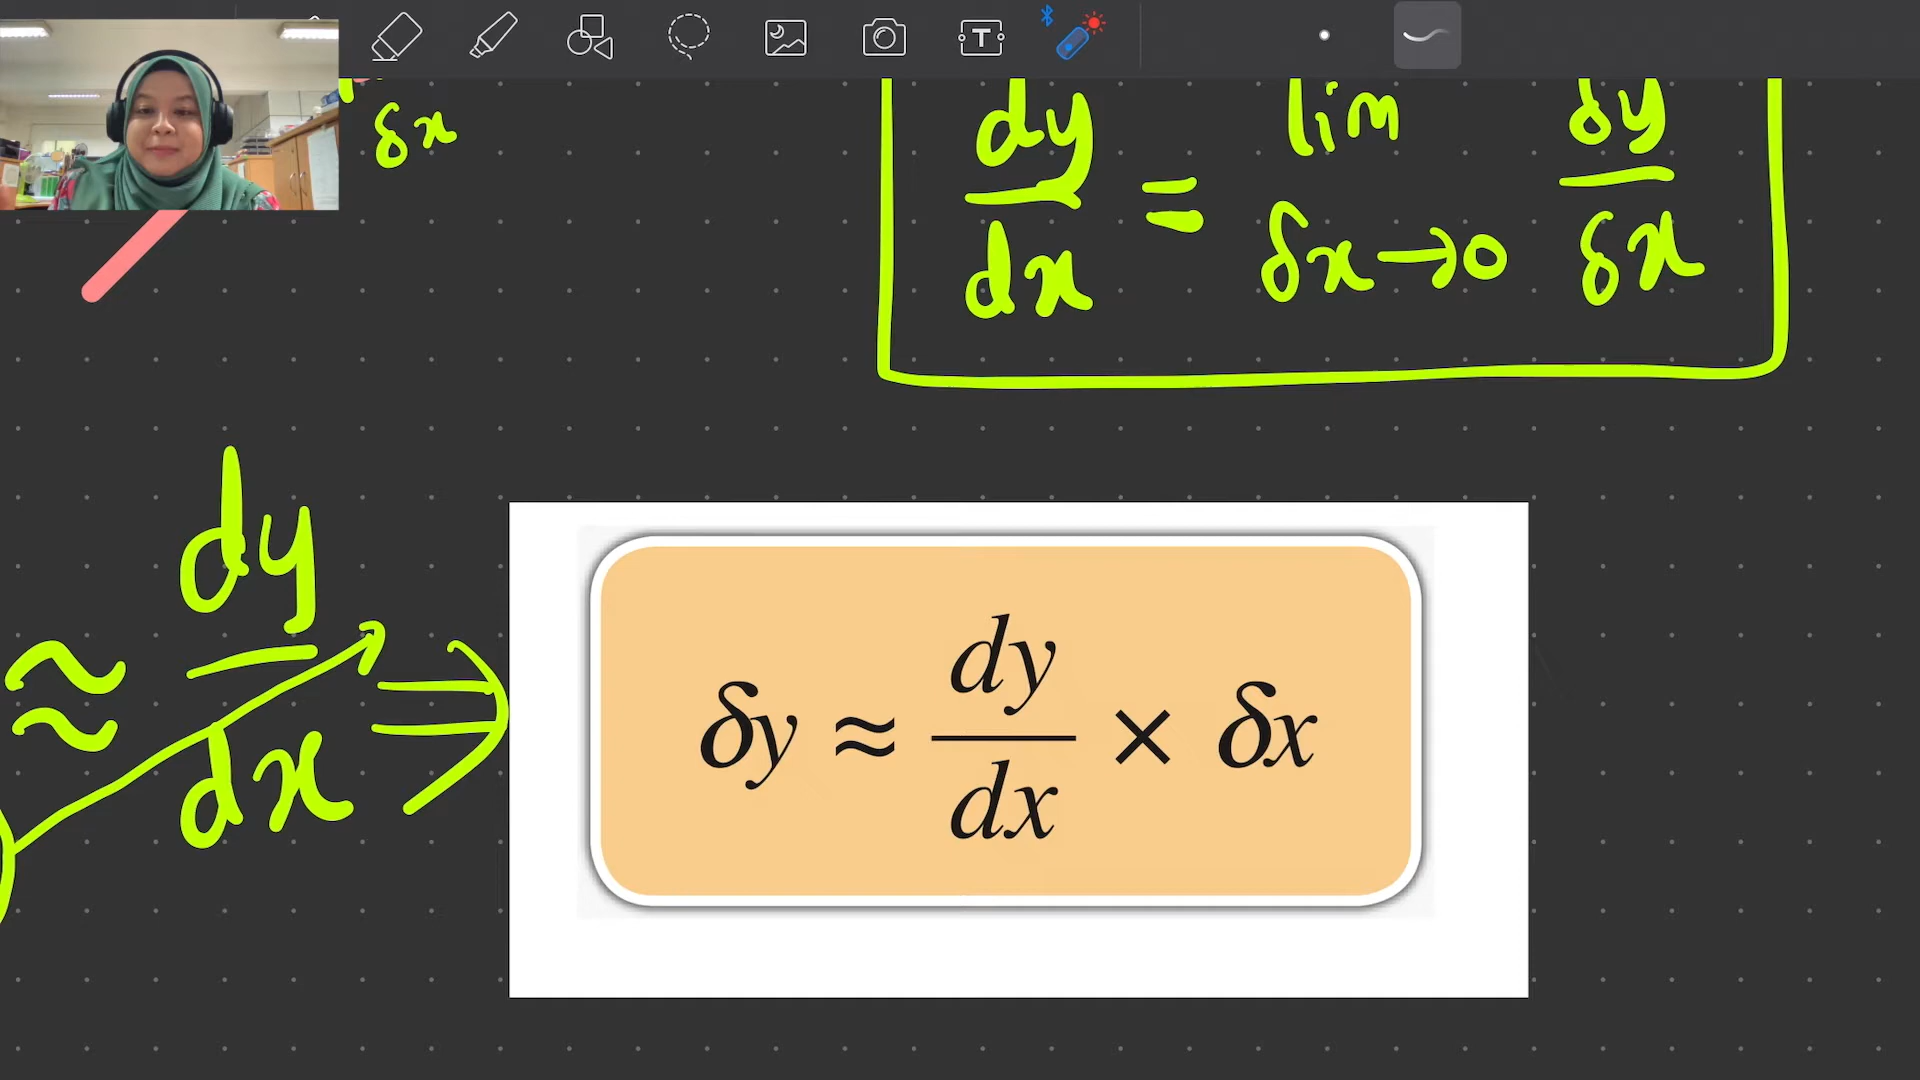 δx
dy/dx = lim δx→0 δy/δx
≈ dy/dx ⇒
δy ≈ dy/dx × δx